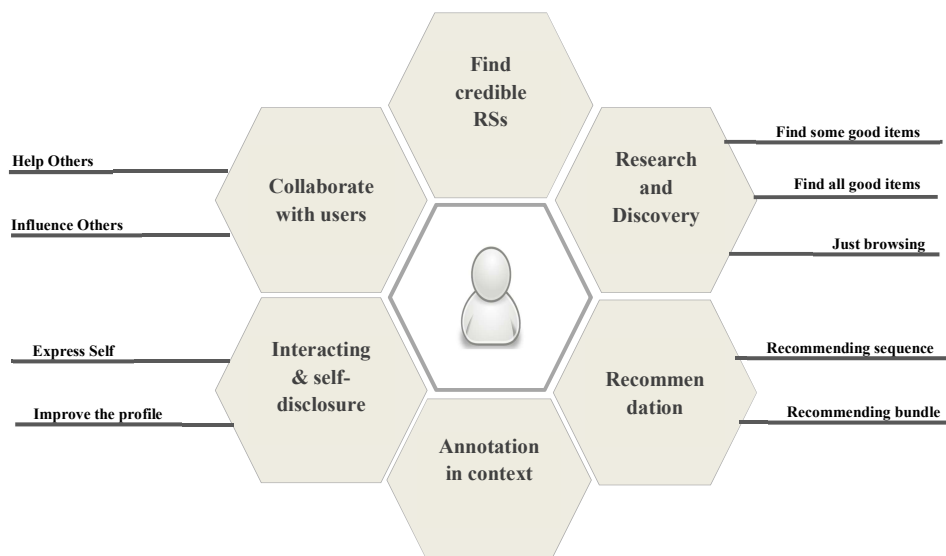 Find
credible
RSs
Help Others
Influence Others
Collaborate
with users
Research
and
Discovery
Find some good items
Find all good items
Just browsing
Express Self
Improve the profile
Interacting
& self-
disclosure
Recommen
dation
Recommending sequence
Recommending bundle
Annotation
in context